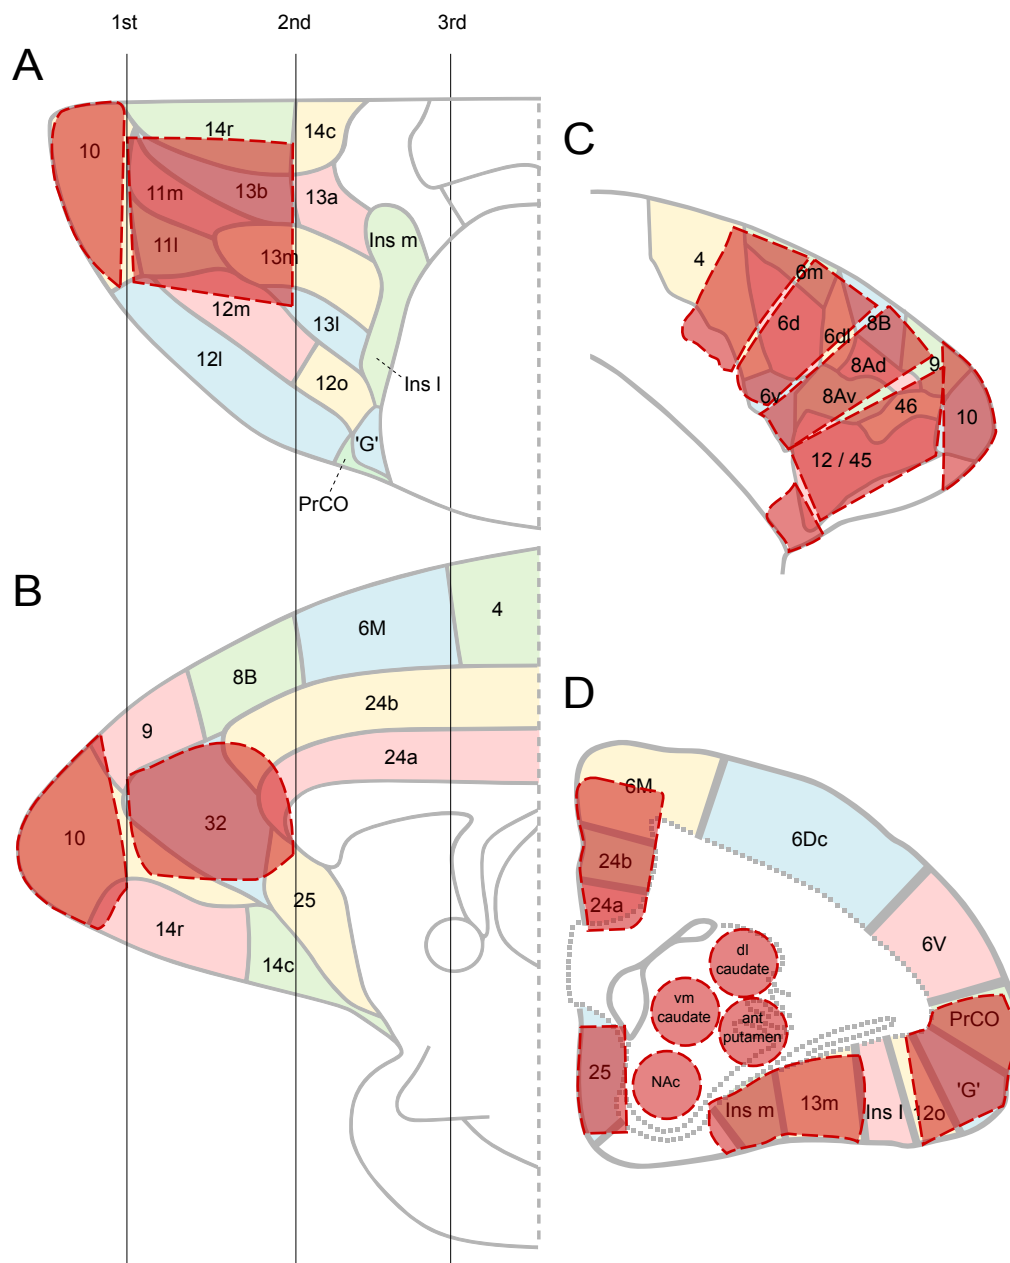 1st 2nd 3rd
A
14r 14c
10
11m 13b 13a
11l 13m Ins m
12m 13l
12l 12o Ins l
'G'
PrCO
B
4
6M
8B
24b
9
24a
10 32
25
14r
14c
C
4
6m
6d 6dl 8B
8Ad 9
6v 8Av 46
10
12 / 45
D
6M
6Dc
24b
24a
6V
dl
caudate
vm
caudate
ant
putamen
PrCO
25 NAc
'G'
Ins m 13m Ins l 12o